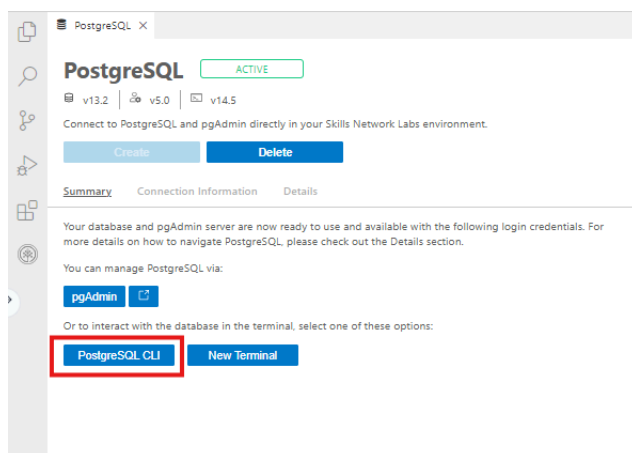 PostgreSQL
PostgreSQL ACTIVE
v13.2 v5.0 v14.5
Connect to PostgreSQL and pgAdmin directly in your Skills Network Labs environment.
Create Delete
Summary Connection Information Details
Your database and pgAdmin server are now ready to use and available with the following login credentials. For
more details on how to navigate PostgreSQL, please check out the Details section.
You can manage PostgreSQL via:
pgAdmin
Or to interact with the database in the terminal, select one of these options:
PostgreSQL CLI New Terminal